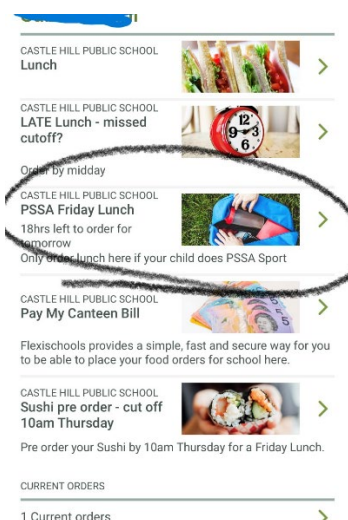 CASTLE HILL PUBLIC SCHOOL
Lunch
CASTLE HILL PUBLIC SCHOOL
LATE Lunch - missed
cutoff?
Order by midday
CASTLE HILL PUBLIC SCHOOL
PSSA Friday Lunch
18hrs left to order for
tomorrow
Only order lunch here if your child does PSSA Sport
CASTLE HILL PUBLIC SCHOOL
Pay My Canteen Bill
Flexischools provides a simple, fast and secure way for you
to be able to place your food orders for school here.
CASTLE HILL PUBLIC SCHOOL
Sushi pre order - cut off
10am Thursday
Pre order your Sushi by 10am Thursday for a Friday Lunch.
CURRENT ORDERS
1 Current orders